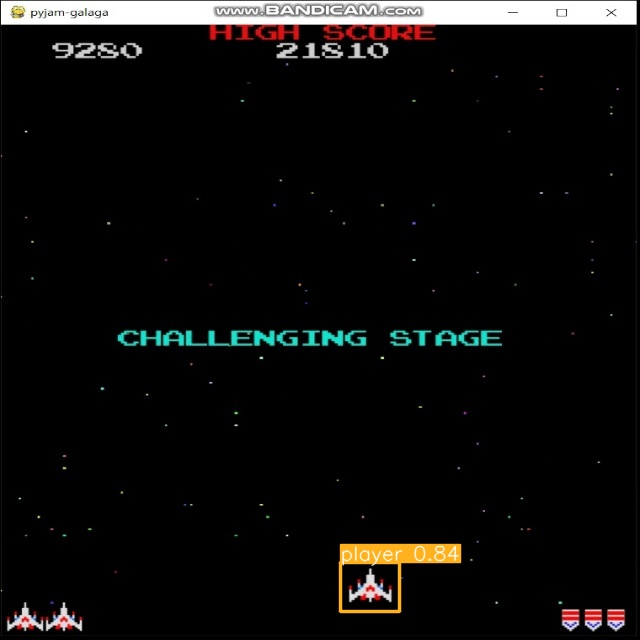 pyjam-galaga
www.BANDICAM.com
HIGH SCORE
9280 21810
CHALLENGING STAGE
player 0.84